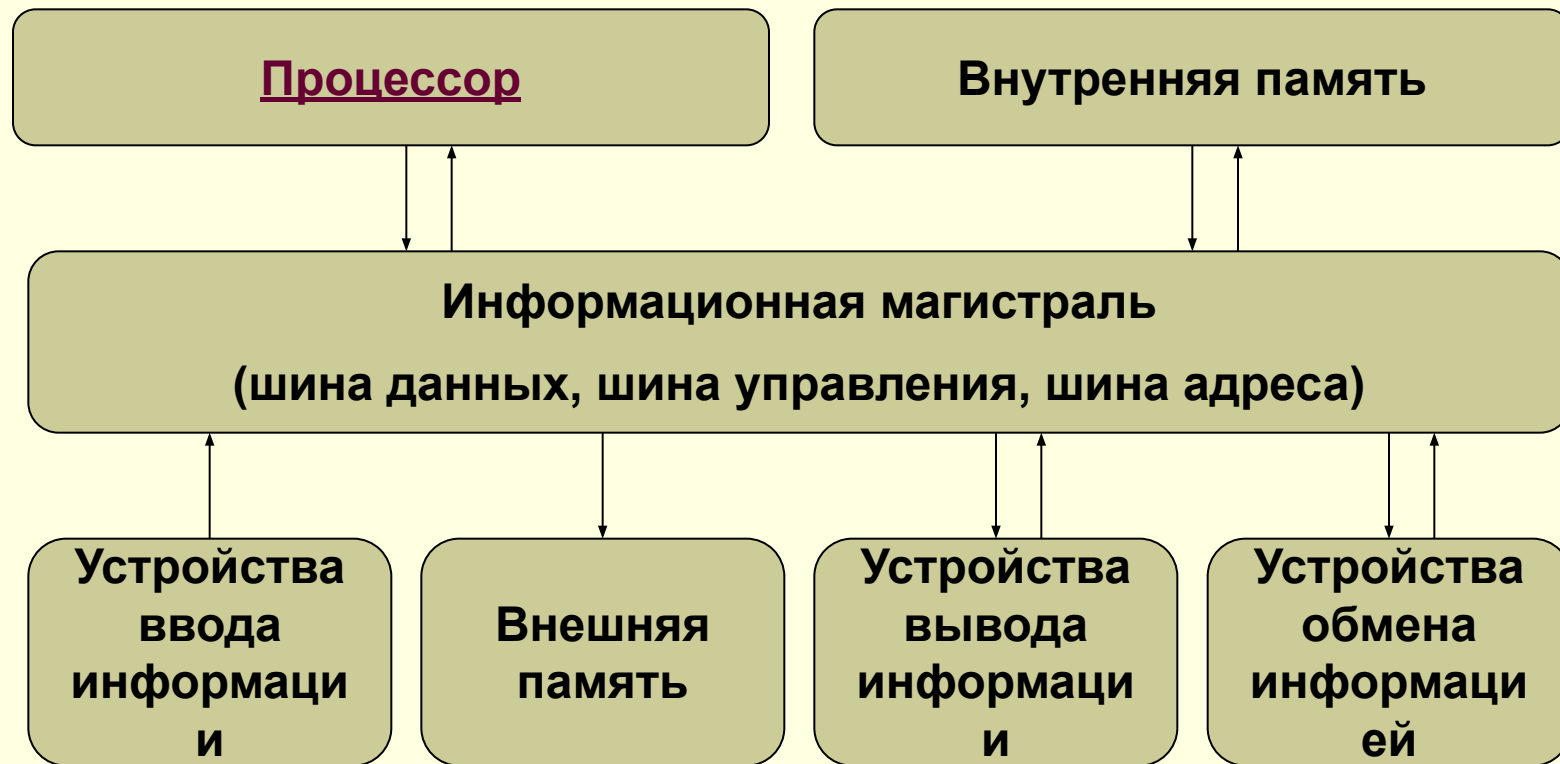 Процессор
Внутренняя память
Информационная магистраль
(шина данных, шина управления, шина адреса)
Устройства
ввода
информаци
и
Внешняя
память
Устройства
вывода
информаци
и
Устройства
обмена
информаци
ей